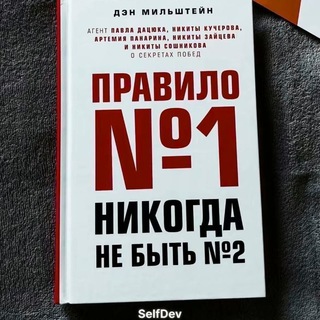 ДЭН МИЛЬШТЕЙН
АГЕНТ ПАВЛА ДАЦЮКА, НИКИТЫ КУЧЕРОВА,
АРТЕМИЯ ПАНАРИНА, НИКИТЫ ЗАЙЦЕВА
И НИКИТЫ СОШНИКОВА
О СЕКРЕТАХ ПОБЕД
ПРАВИЛО
№1
НИКОГДА
НЕ БЫТЬ №2
SelfDev